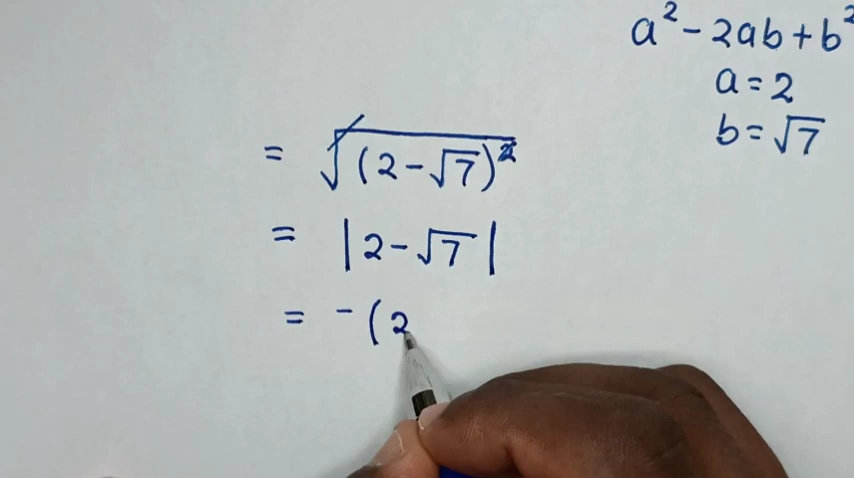 a² - 2ab + b²
a = 2
b = √7
= √(2 - √7)²
= |2 - √7|
= -(2